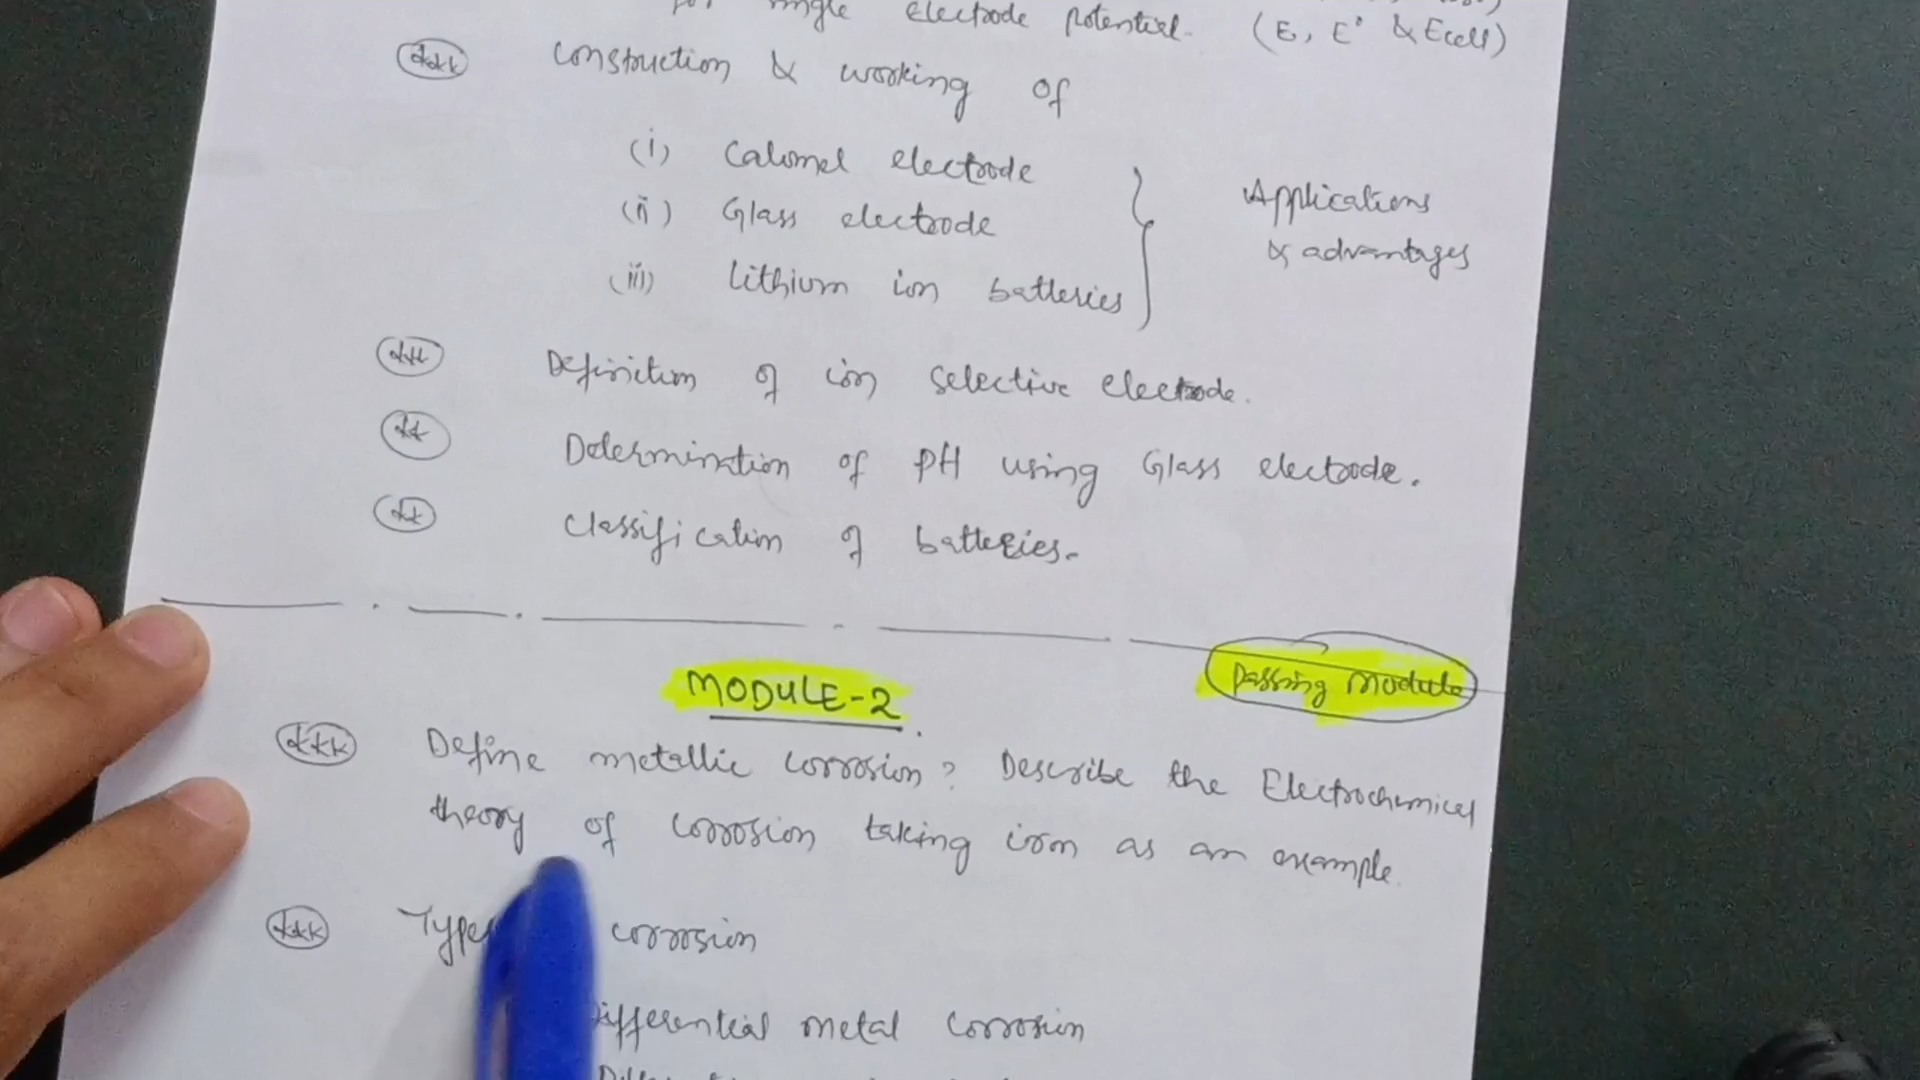 single electrode potential. (E, E° & Ecell)
*** construction & working of
(i) Calomel electrode
(ii) Glass electrode
(iii) Lithium ion batteries
Applications
& advantages
Definition of ion selective electrode.
** Determination of PH using Glass electrode.
** Classification of batteries.
MODULE-2
Passing Module
*** Define metallic corrosion? Describe the Electrochemical
theory of corrosion taking iron as an example.
*** Types corrosion
ifferential metal corrosion